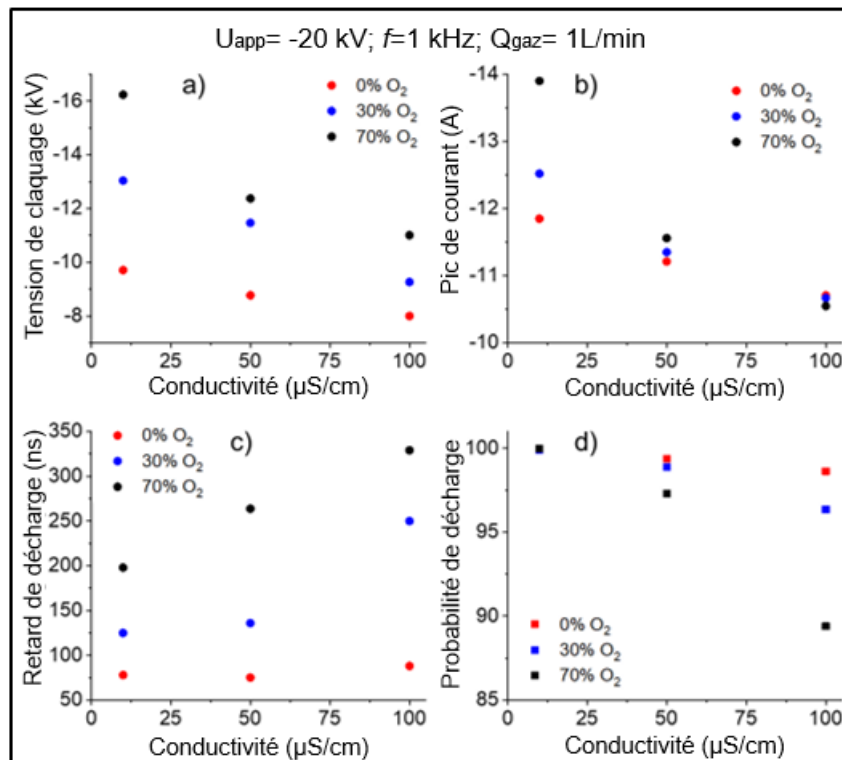 Uapp= -20 kV; f=1 kHz; Qgaz= 1L/min
a)
0% O2
30% O2
70% O2
Tension de claquage (kV)
-16
-14
-12
-10
-8
0 25 50 75 100
Conductivité (µS/cm)
b)
0% O2
30% O2
70% O2
Pic de courant (A)
-14
-13
-12
-11
-10
0 25 50 75 100
Conductivité (µS/cm)
c)
0% O2
30% O2
70% O2
Retard de décharge (ns)
350
300
250
200
150
100
50
0 25 50 75 100
Conductivité (µS/cm)
d)
Probabilité de décharge
100
95
90
85
0% O2
30% O2
70% O2
0 25 50 75 100
Conductivité (µS/cm)